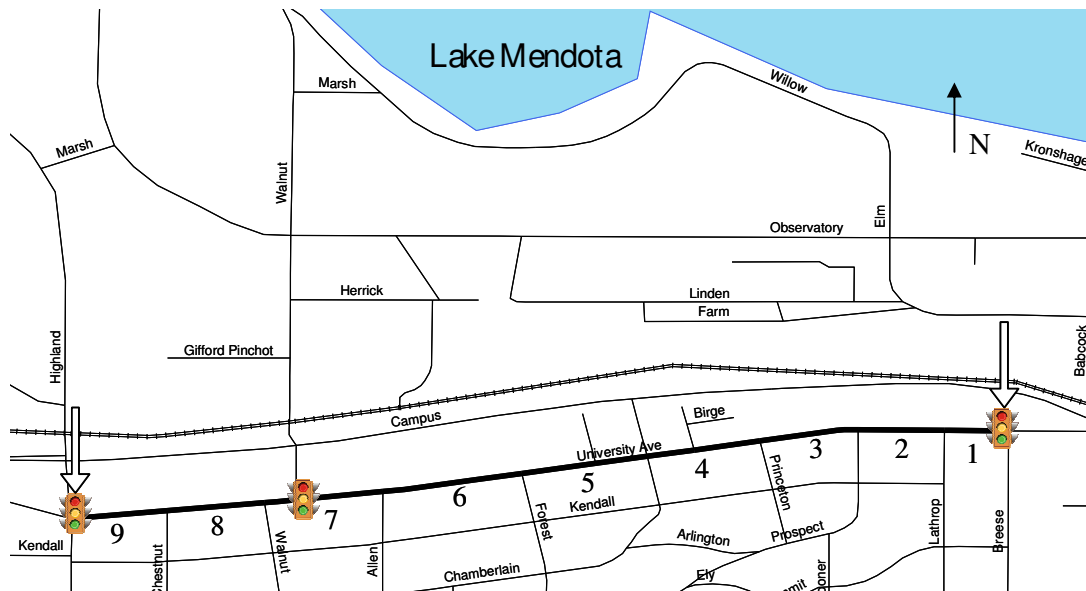 Lake Mendota
Marsh
Willow
N
Kronshage
Marsh
Walnut
Elm
Observatory
Herrick
Linden
Farm
Highland
Gifford Pinchot
Babcock
Campus
Birge
University Ave
1
2
3
4
5
6
7
8
9
Kendall
Princeton
Lathrop
Breese
Forest
Prospect
Arlington
Kendall
Chestnut
Walnut
Allen
Chamberlain
Ely